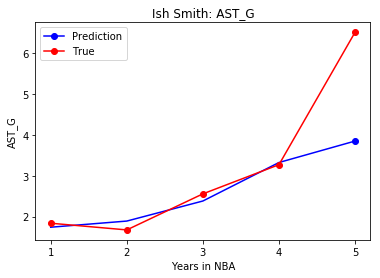 Ish Smith: AST_G
Prediction
True
AST_G
6
5
4
3
2
1 2 3 4 5
Years in NBA